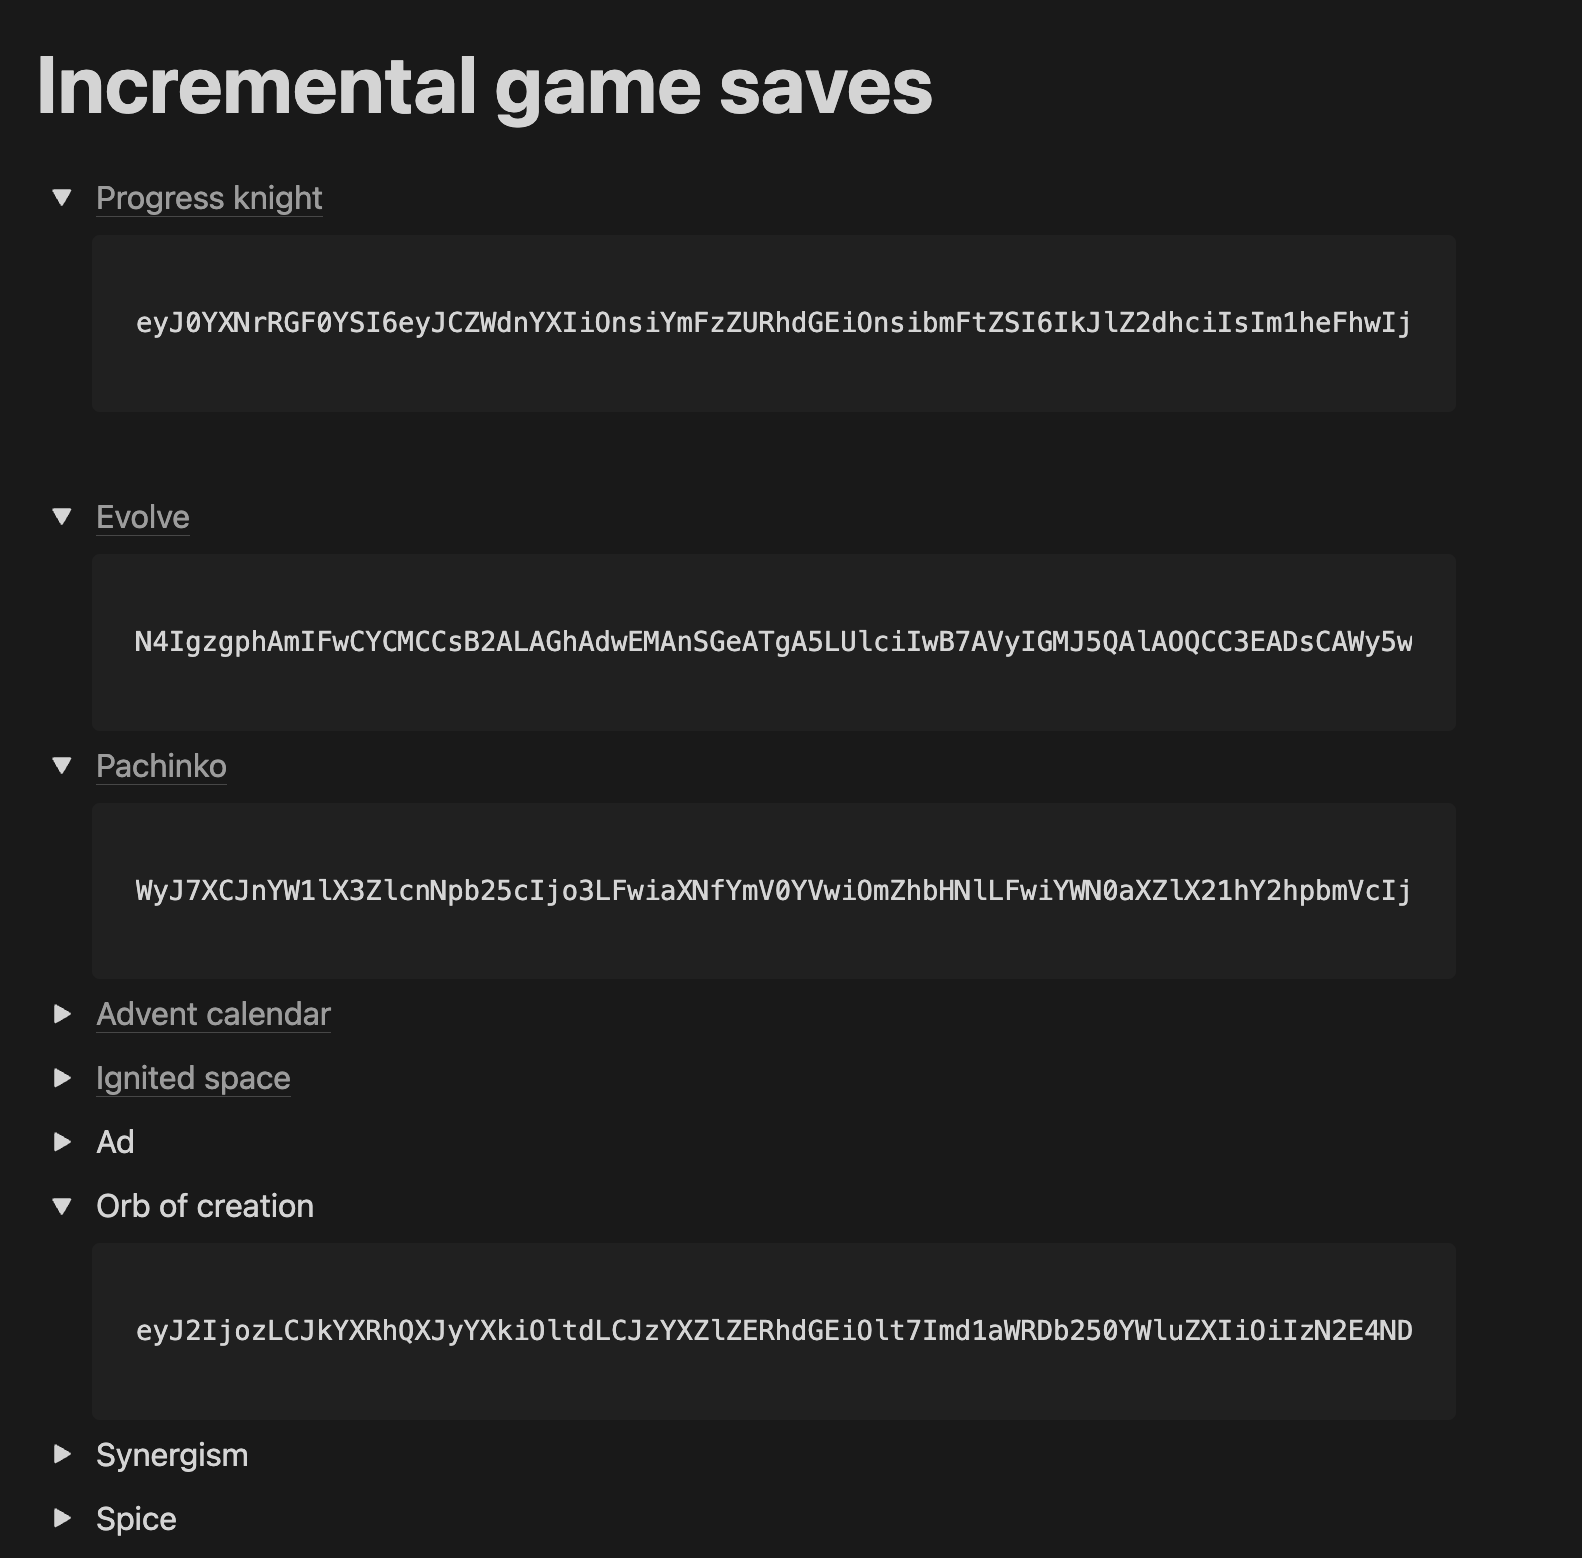 Incremental game saves
Progress knight
eyJ0YXNrRGF0YSI6eyJCZWdnYXIiOnsiYmFzZURhdGEiOnsibmFtZSI6IkJlZ2dhciIsIm1heFhwIj
Evolve
N4IgzgphAmIFwCYCMCCsB2ALAGhAdwEMAnSGeATgA5LUlciIwB7AVyIGMJ5QAlAOQCC3EADsCAWy5w
Pachinko
WyJ7XCJnYW1lX3ZlcnNpb25cIjo3LFwiaXNfYmV0YVwiOmZhbHNlLFwiYWN0aXZlX21hY2hpbmVcIj
Advent calendar
Ignited space
Ad
Orb of creation
eyJ2IjozLCJkYXRhQXJyYXkiOltdLCJzYXZlZERhdGEiOlt7Imd1aWRDb250YWluZXIiOiIzN2E4ND
Synergism
Spice